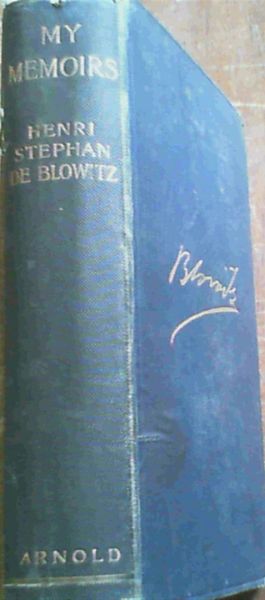 MY
MEMOIRS
HENRI
STEPHAN
DE BLOWITZ
Blowitz
ARNOLD